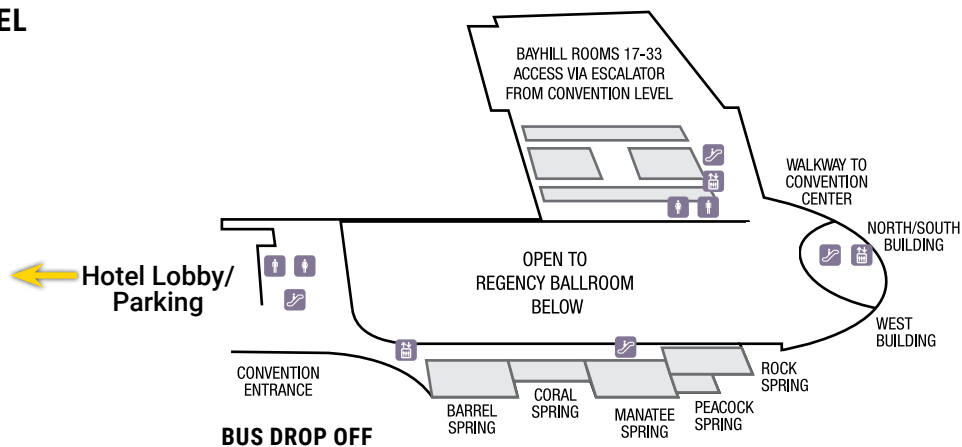 EL
BAYHILL ROOMS 17-33
ACCESS VIA ESCALATOR
FROM CONVENTION LEVEL
WALKWAY TO
CONVENTION
CENTER
NORTH/SOUTH
BUILDING
Hotel Lobby/
Parking
OPEN TO
REGENCY BALLROOM
BELOW
WEST
BUILDING
CONVENTION
ENTRANCE
ROCK
SPRING
BARREL
SPRING
CORAL
SPRING
MANATEE
SPRING
PEACOCK
SPRING
BUS DROP OFF